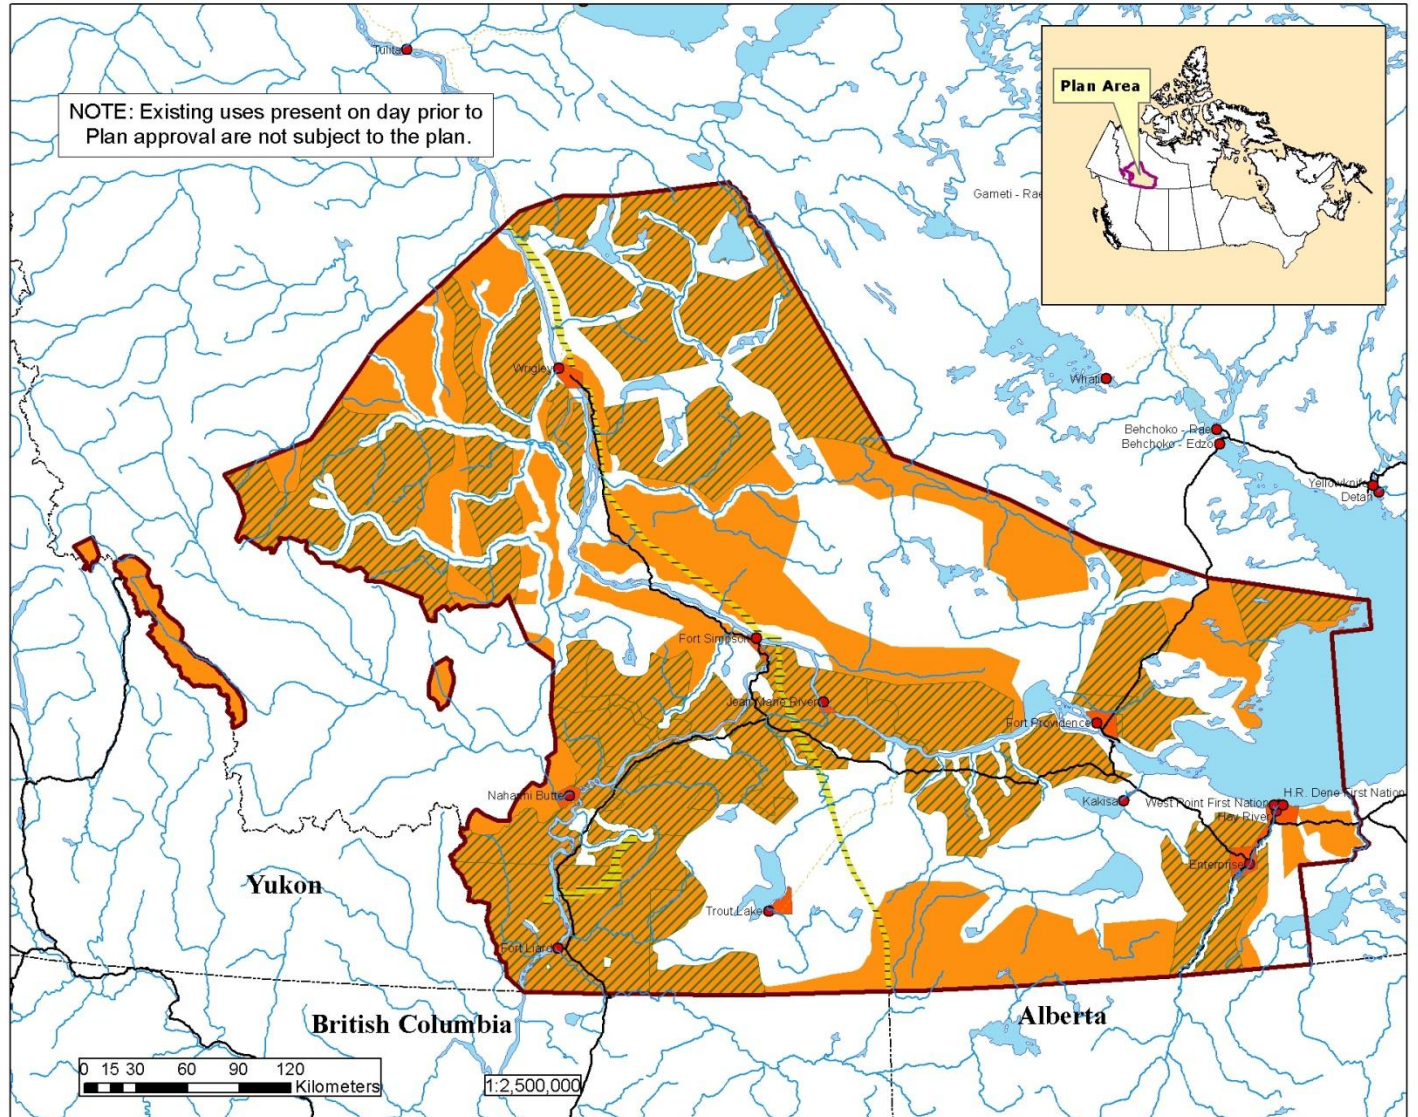 Tulita
NOTE: Existing uses present on day prior to
Plan approval are not subject to the plan.
Plan Area
Gameti - Rae
Wrigley
Whati
Behchoko - Rae
Behchoko - Edzo
Yellowknife
Detah
Fort Simpson
Jean Marie River
Fort Providence
Nahanni Butte
Kakisa
H.R. Dene First Nation
West Point First Nation
Hay River
Enterprise
Yukon
Trout Lake
Fort Liard
British Columbia
Alberta
0 15 30 60 90 120
Kilometers
1:2,500,000